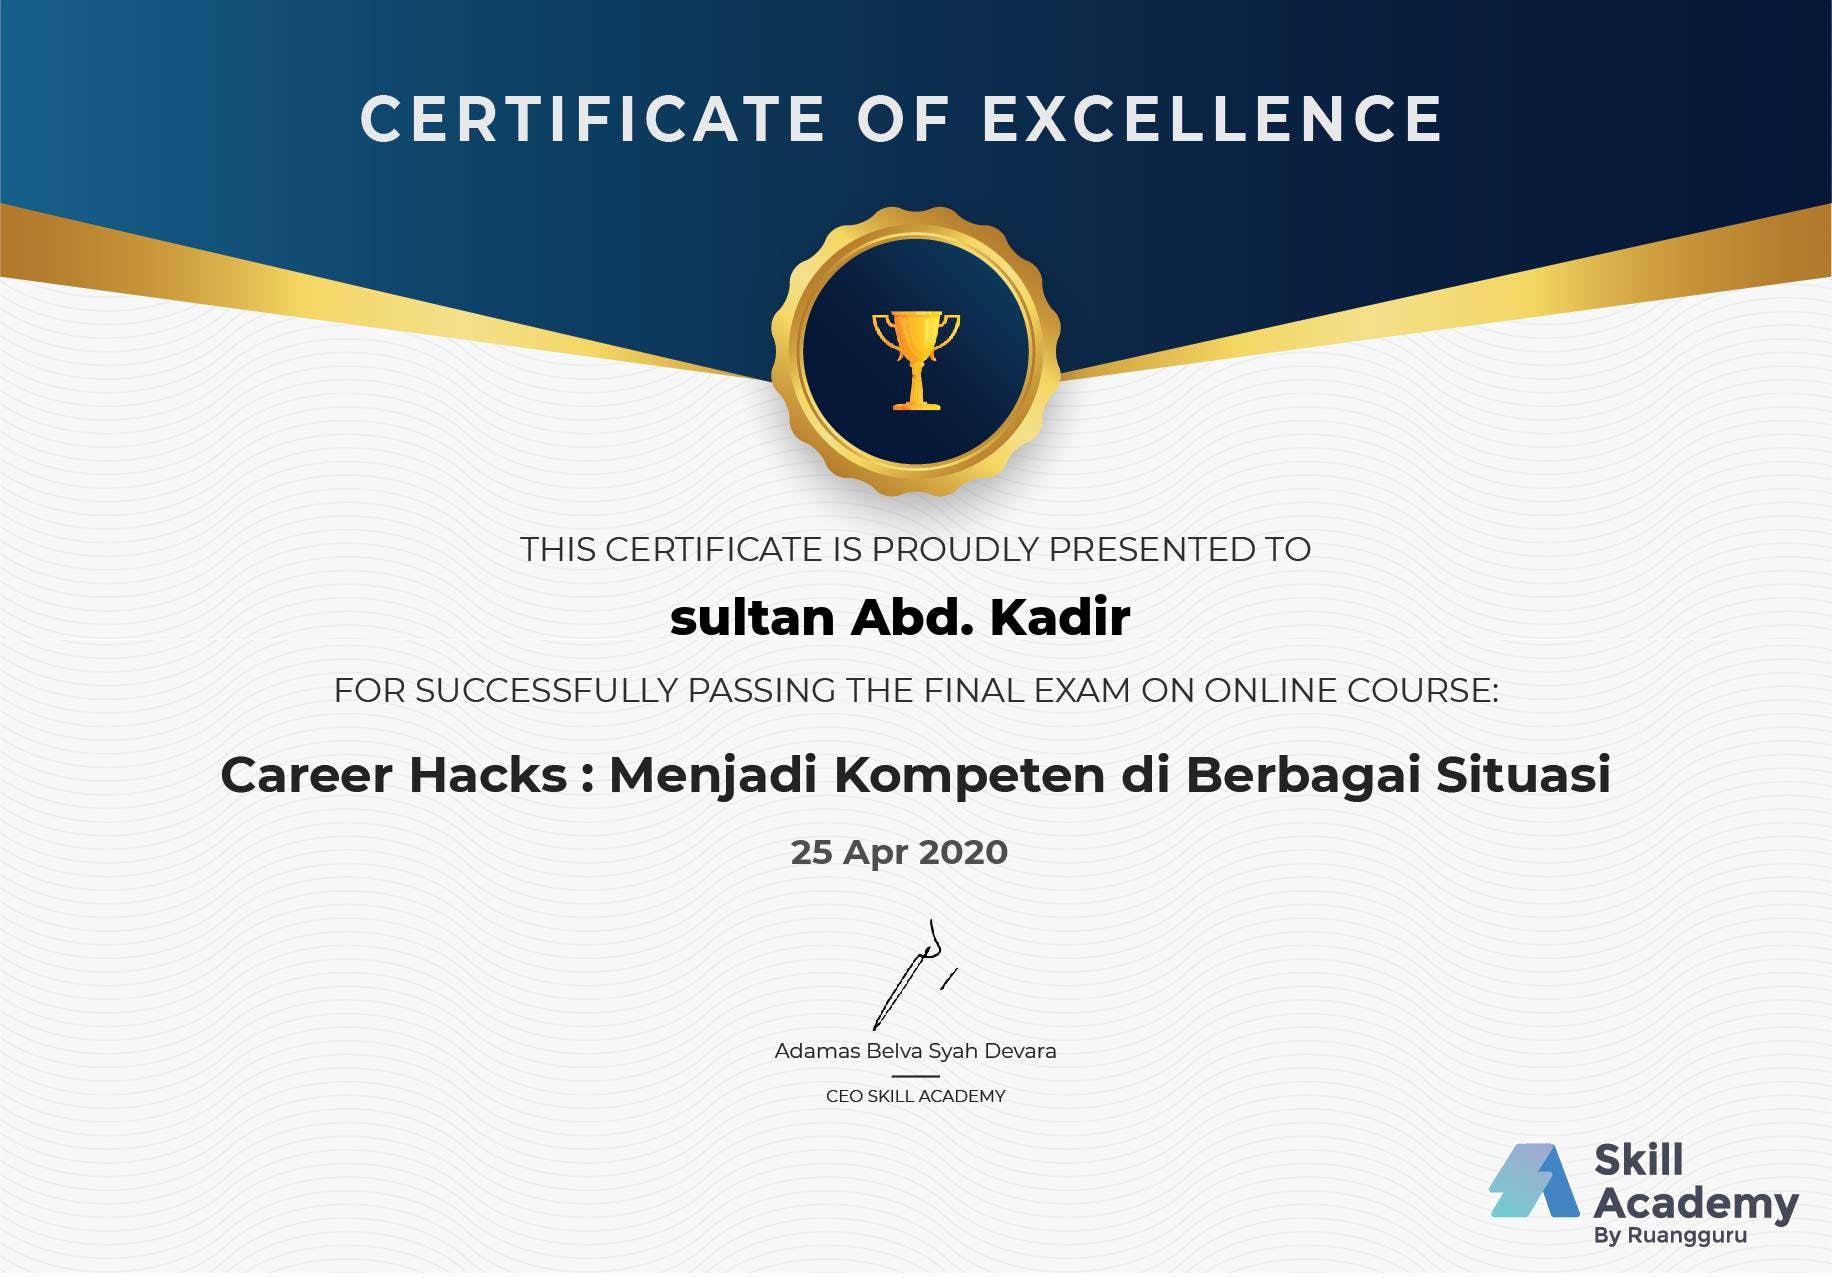 CERTIFICATE OF EXCELLENCE
THIS CERTIFICATE IS PROUDLY PRESENTED TO
sultan Abd. Kadir
FOR SUCCESSFULLY PASSING THE FINAL EXAM ON ONLINE COURSE:
Career Hacks : Menjadi Kompeten di Berbagai Situasi
25 Apr 2020
Adamas Belva Syah Devara
CEO SKILL ACADEMY
Skill
Academy
By Ruangguru